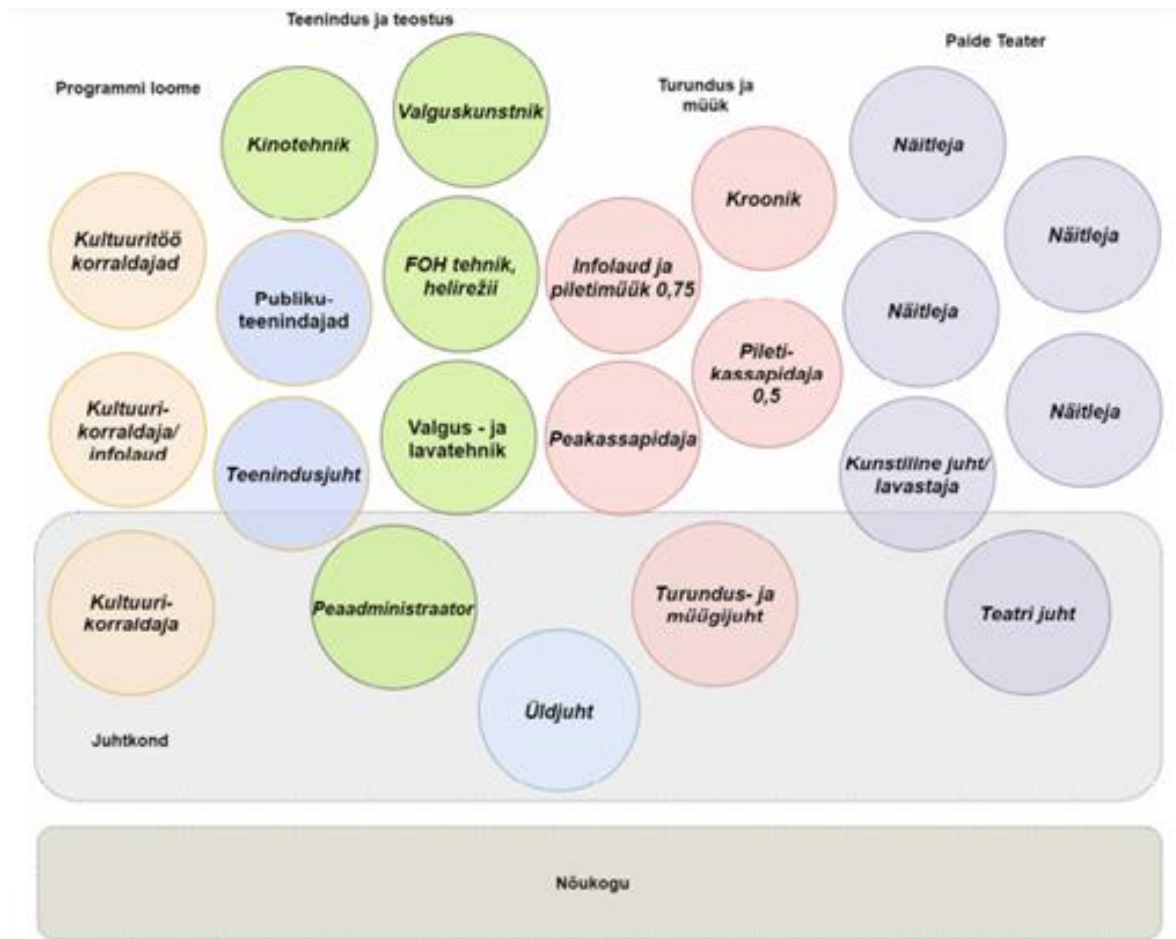 Teenindus ja teostus
Paide Teater
Programmi loome
Turundus ja
müük
Kinotehnik
Valguskunstnik
Näitleja
Kroonik
Kultuuritöö
korraldajad
Publiku-
teenindajad
FOH tehnik,
helirežii
Infolaud ja
piletimüük 0,75
Näitleja
Näitleja
Pileti-
kassapidaja
0,5
Kultuuri-
korraldaja/
infolaud
Teenindusjuht
Valgus - ja
lavatehnik
Peakassapidaja
Näitleja
Kunstiline juht/
lavastaja
Kultuuri-
korraldaja
Peaadministraator
Turundus- ja
müügijuht
Teatri juht
Üldjuht
Juhtkond
Nõukogu